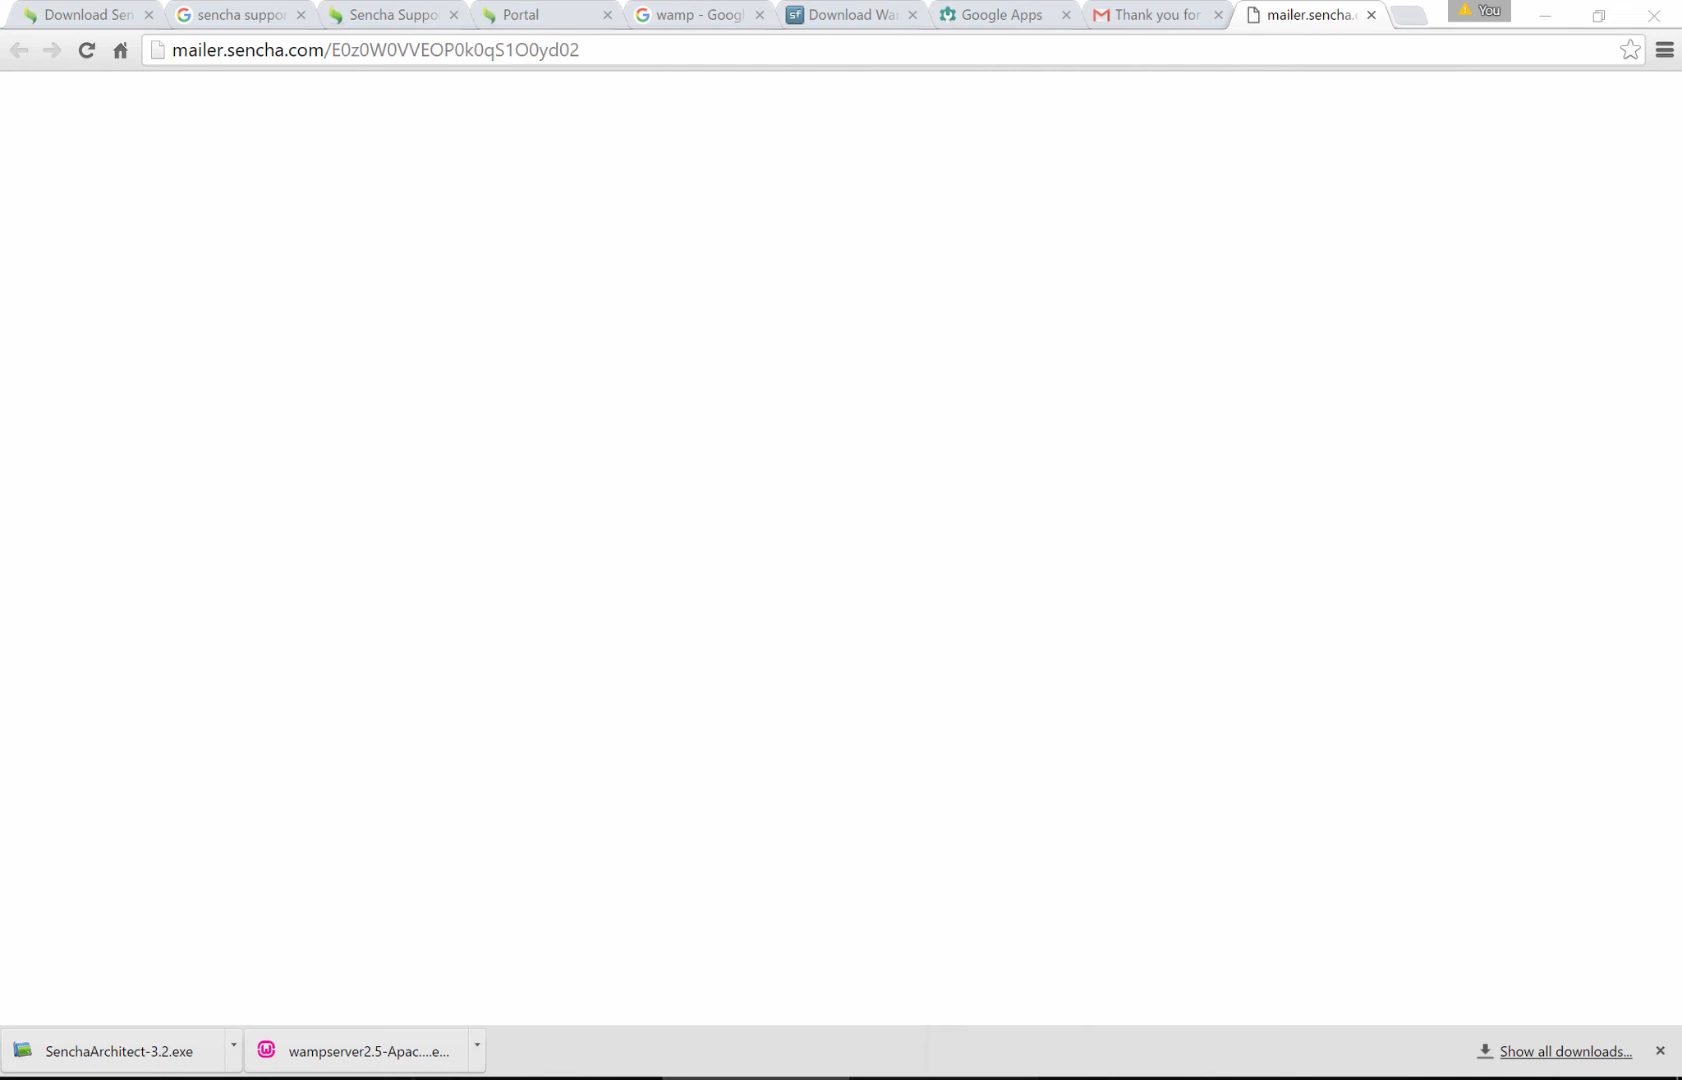 Download Sen
sencha suppor
Sencha Suppo
Portal
wamp - Googl
Download Wa
Google Apps
Thank you for
mailer.sencha.
You
mailer.sencha.com/E0z0W0VVEOP0k0qS1O0yd02
SenchaArchitect-3.2.exe
wampserver2.5-Apac....e...
Show all downloads...